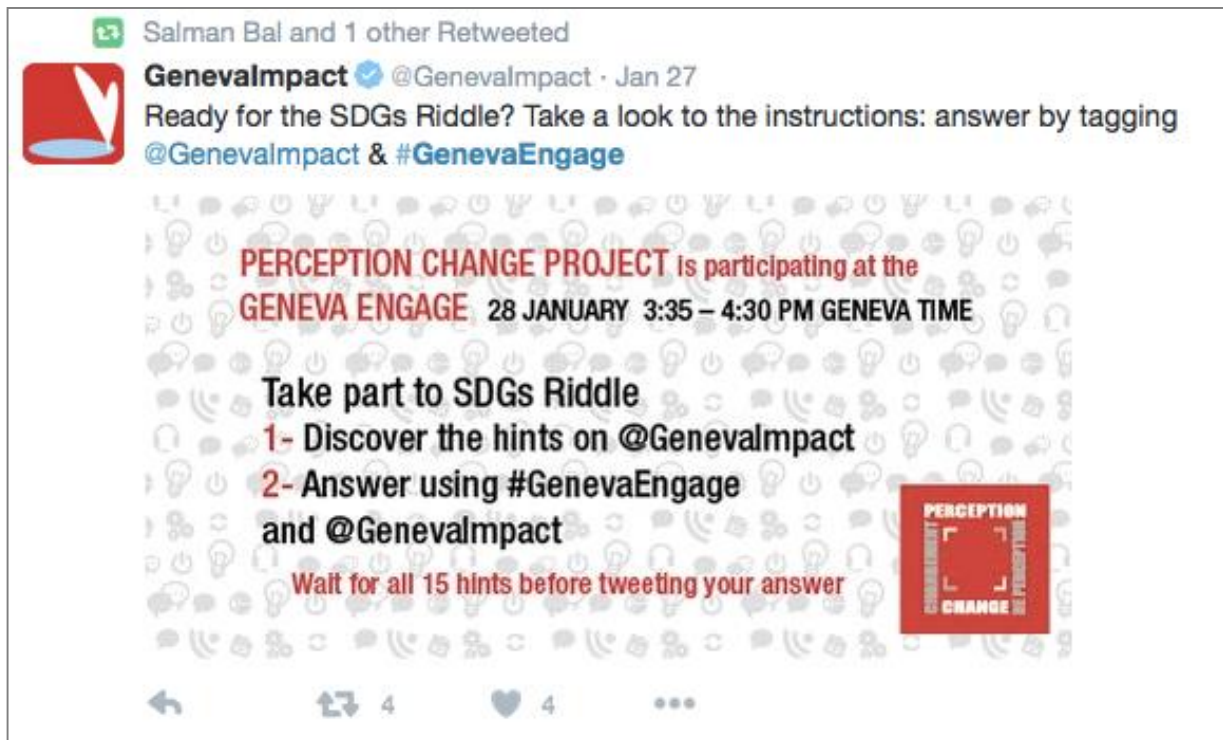 Salman Bal and 1 other Retweeted
GenevaImpact @GenevaImpact · Jan 27
Ready for the SDGs Riddle? Take a look to the instructions: answer by tagging
@GenevaImpact & #GenevaEngage
PERCEPTION CHANGE PROJECT is participating at the
GENEVA ENGAGE 28 JANUARY 3:35 – 4:30 PM GENEVA TIME
Take part to SDGs Riddle
1- Discover the hints on @GenevaImpact
2- Answer using #GenevaEngage
and @GenevaImpact
Wait for all 15 hints before tweeting your answer
PERCEPTION
CHANGE
4 4